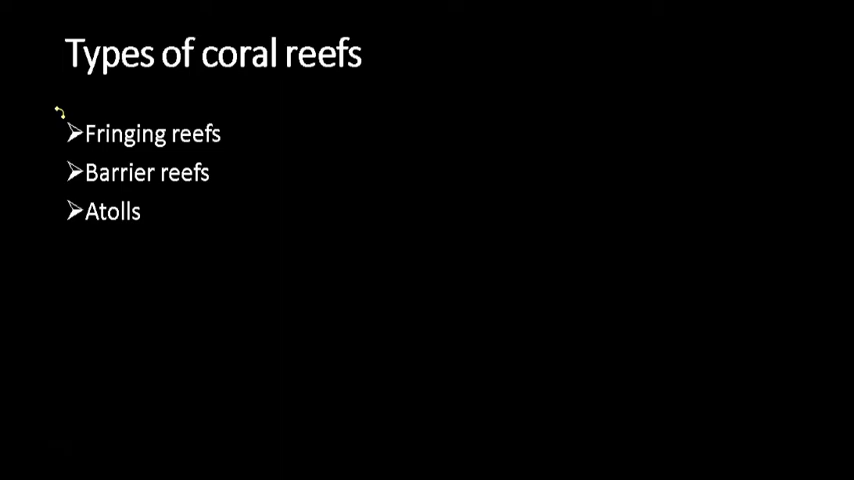 Types of coral reefs
Fringing reefs
Barrier reefs
Atolls